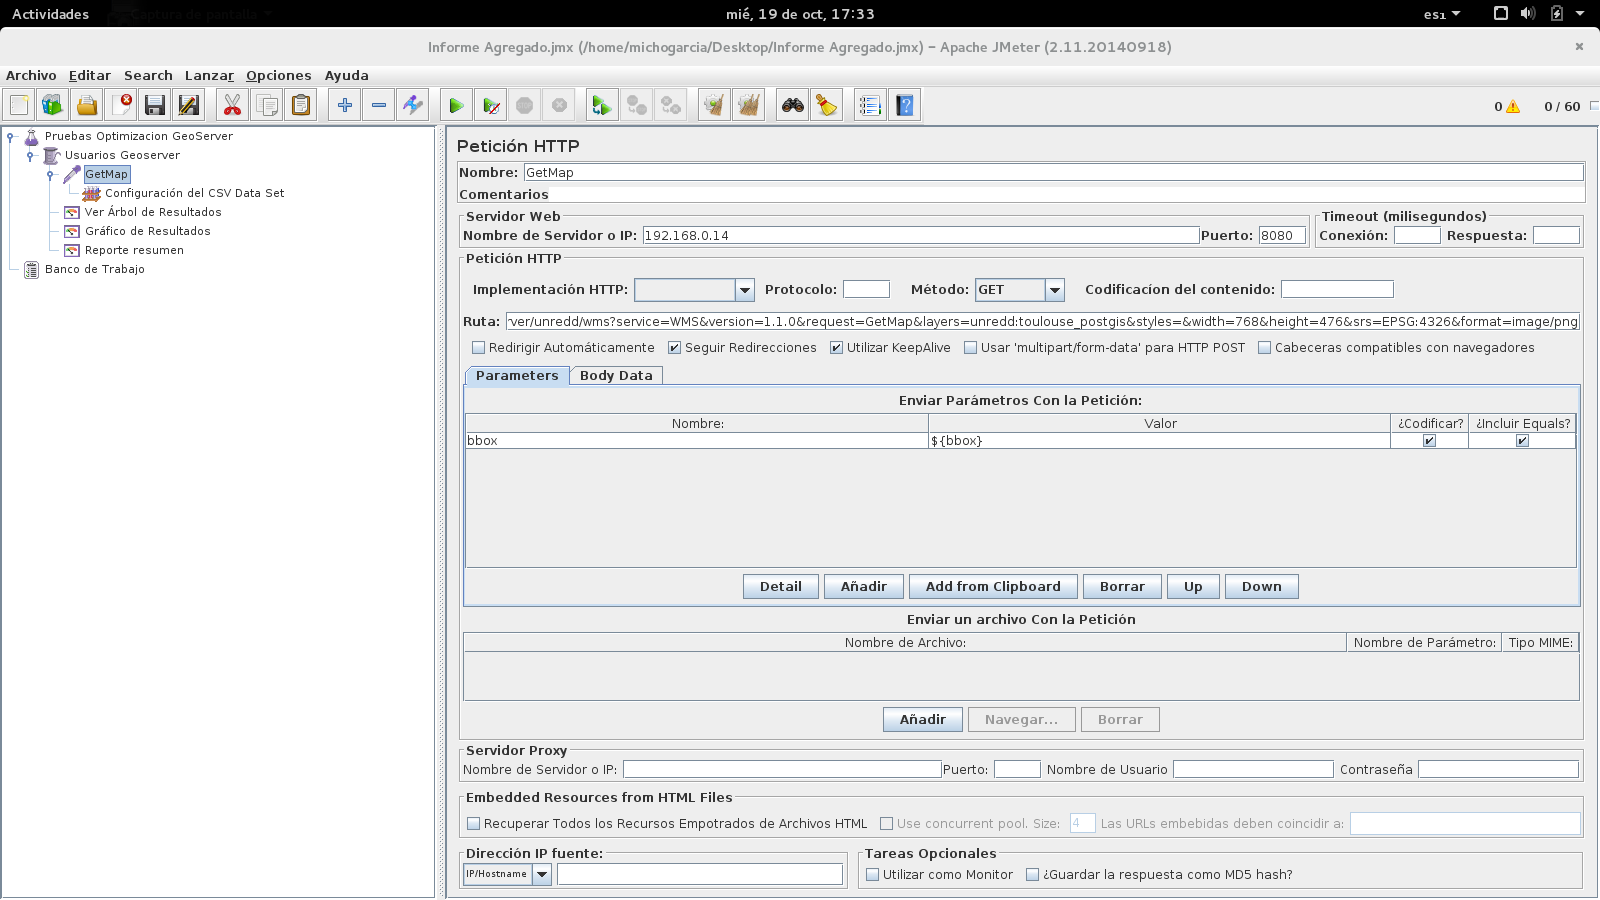 Actividades
Captura de pantalla
mié, 19 de oct, 17:33
es1
Informe Agregado.jmx (/home/michogarcia/Desktop/Informe Agregado.jmx) – Apache JMeter (2.11.20140918)
Archivo Editar Search Lanzar Opciones Ayuda
0 0 / 60
Pruebas Optimizacion GeoServer
Usuarios Geoserver
GetMap
Configuración del CSV Data Set
Ver Árbol de Resultados
Gráfico de Resultados
Reporte resumen
Banco de Trabajo
Petición HTTP
Nombre: GetMap
Comentarios
Servidor Web
Nombre de Servidor o IP: 192.168.0.14 Puerto: 8080
Timeout (milisegundos)
Conexión: Respuesta:
Petición HTTP
Implementación HTTP: Protocolo: Método: GET Codificacíon del contenido:
Ruta: rver/unredd/wms?service=WMS&version=1.1.0&request=GetMap&layers=unredd:toulouse_postgis&styles=&width=768&height=476&srs=EPSG:4326&format=image/png
Redirigir Automáticamente Seguir Redirecciones Utilizar KeepAlive Usar 'multipart/form-data' para HTTP POST Cabeceras compatibles con navegadores
Parameters Body Data
Enviar Parámetros Con la Petición:
Nombre: Valor ¿Codificar? ¿Incluir Equals?
bbox ${bbox}
Detail Añadir Add from Clipboard Borrar Up Down
Enviar un archivo Con la Petición
Nombre de Archivo: Nombre de Parámetro: Tipo MIME:
Añadir Navegar... Borrar
Servidor Proxy
Nombre de Servidor o IP: Puerto: Nombre de Usuario Contraseña
Embedded Resources from HTML Files
Recuperar Todos los Recursos Empotrados de Archivos HTML Use concurrent pool. Size: 4 Las URLs embebidas deben coincidir a:
Dirección IP fuente:
IP/Hostname
Tareas Opcionales
Utilizar como Monitor ¿Guardar la respuesta como MD5 hash?